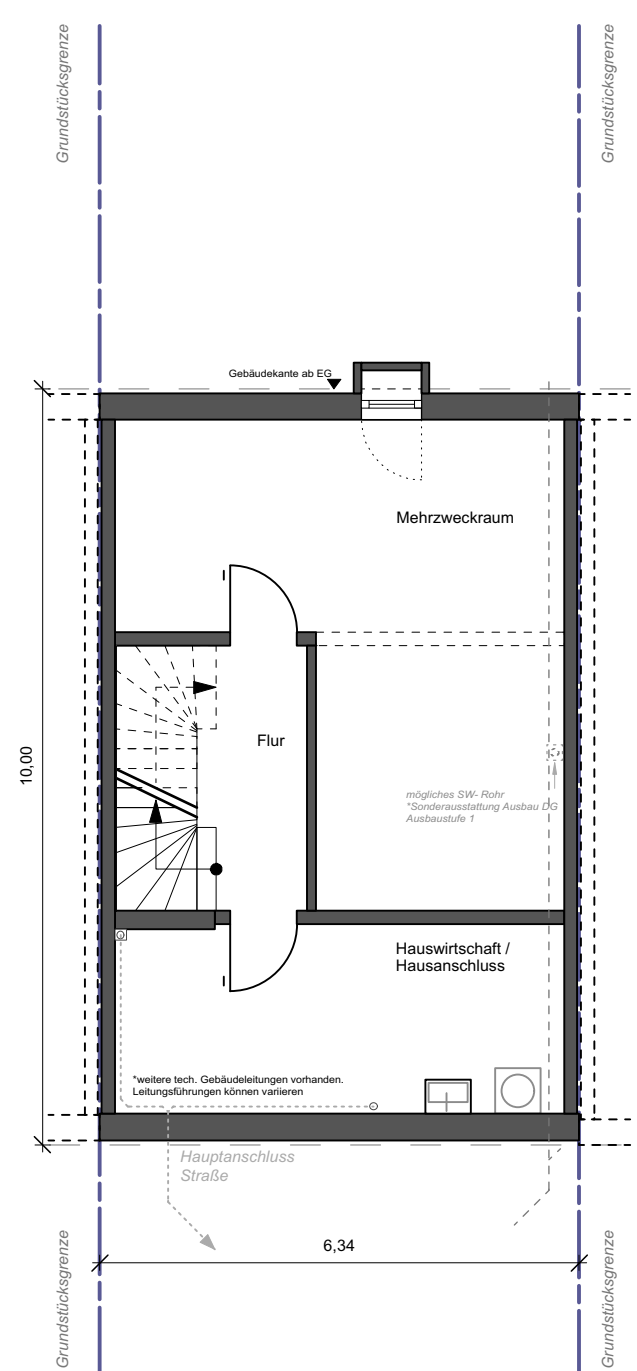 Grundstücksgrenze
Grundstücksgrenze
Gebäudekante ab EG
Mehrzweckraum
Flur
10,00
mögliches SW- Rohr
*Sonderausstattung Ausbau DG
Ausbaustufe 1
Hauswirtschaft /
Hausanschluss
*weitere tech. Gebäudeleitungen vorhanden.
Leitungsführungen können variieren
Hauptanschluss
Straße
6,34
Grundstücksgrenze
Grundstücksgrenze